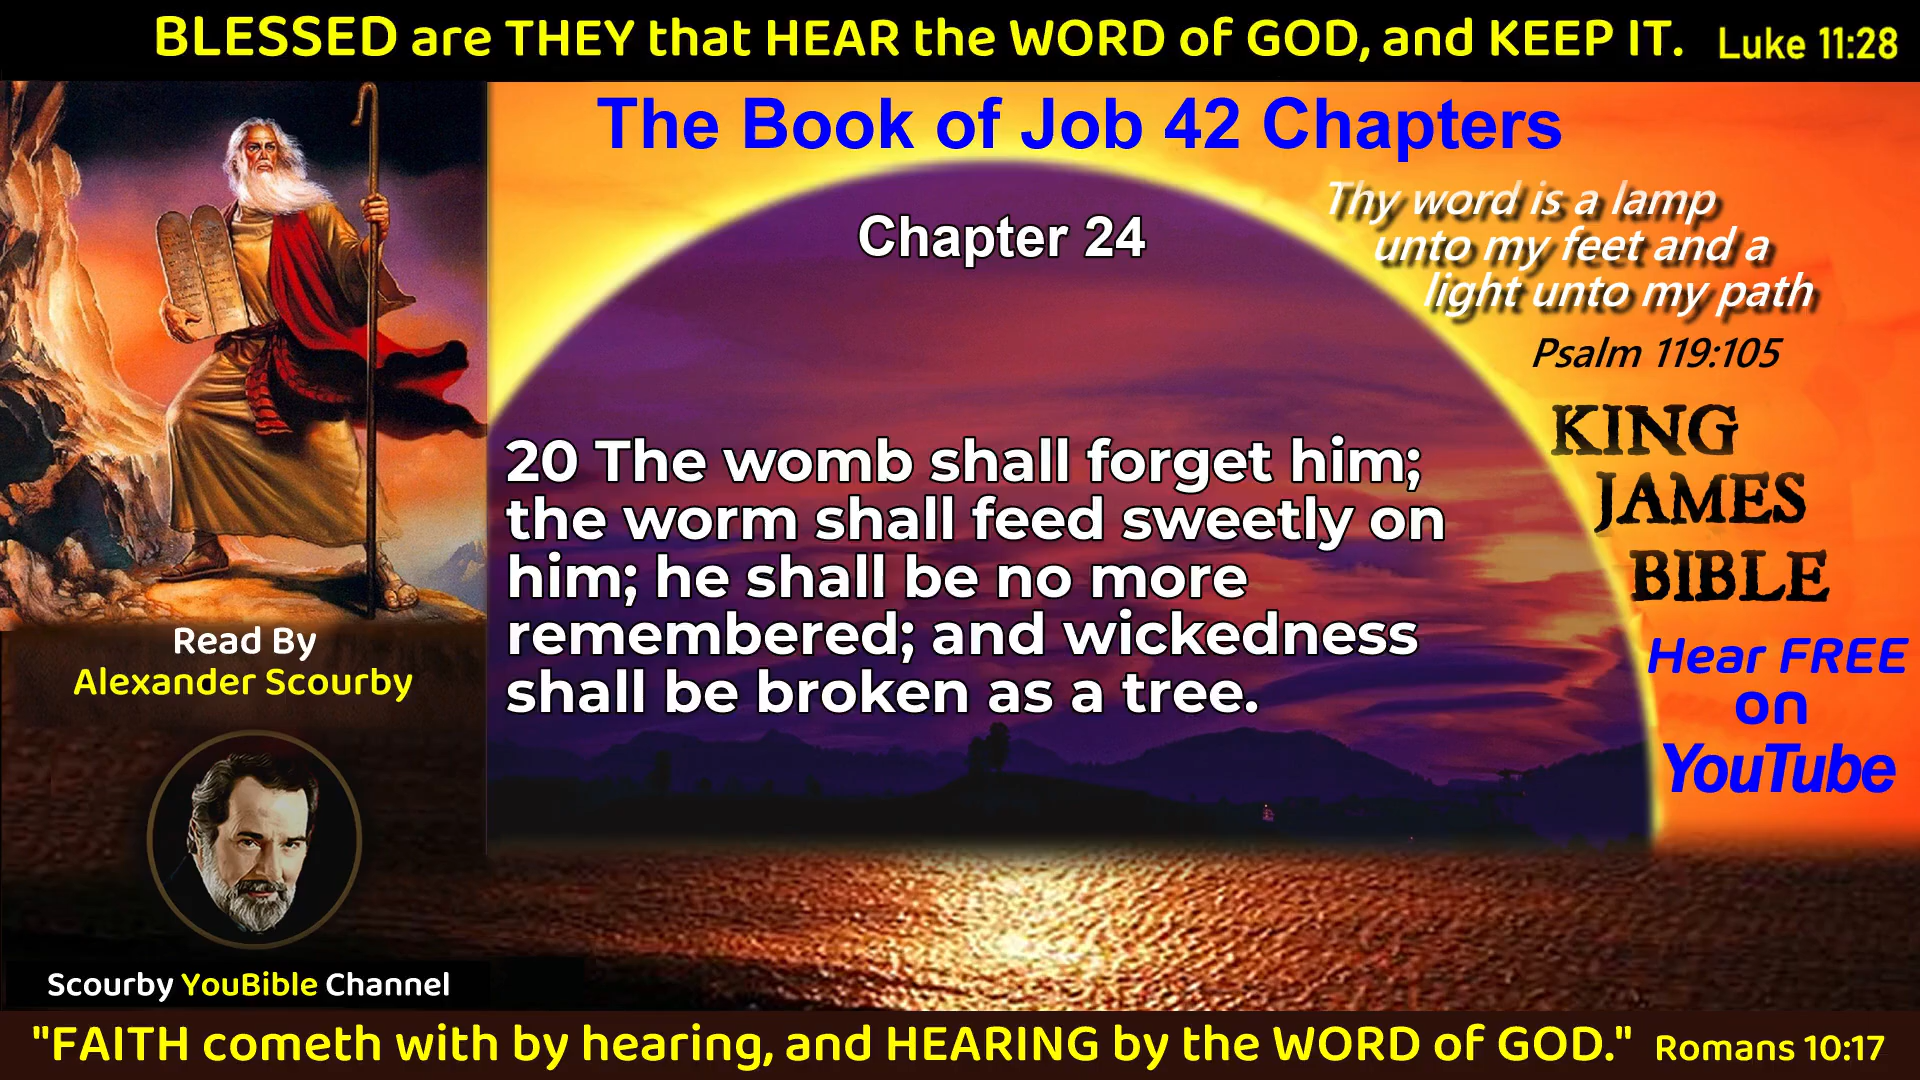 BLESSED are THEY that HEAR the WORD of GOD, and KEEP IT. Luke 11:28
The Book of Job 42 Chapters
Chapter 24
Thy word is a lamp
unto my feet and a
light unto my path
Psalm 119:105
KING
JAMES
BIBLE
Hear FREE
on
YouTube
20 The womb shall forget him;
the worm shall feed sweetly on
him; he shall be no more
remembered; and wickedness
shall be broken as a tree.
Read By
Alexander Scourby
Scourby YouBible Channel
"FAITH cometh with by hearing, and HEARING by the WORD of GOD." Romans 10:17